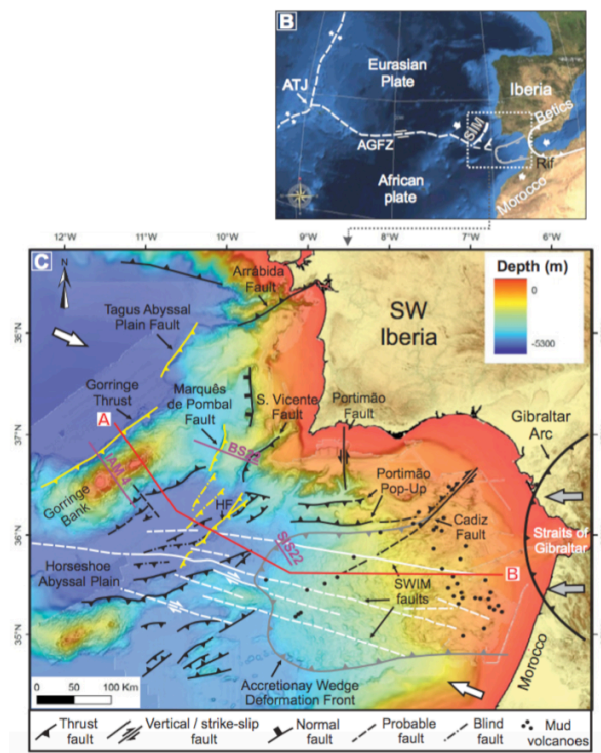 B
Eurasian
Plate
Iberia
ATJ
SIM
Betics
AGFZ
Rif
African
plate
Morocco
12°W
11°W
10°W
9°W
8°W
7°W
6°W
C
N
Arrábida
Fault
Depth (m)
0
-5300
SW
Iberia
38°N
Tagus Abyssal
Plain Fault
Gorringe
Thrust
Marquês
de Pombal
Fault
S. Vicente
Fault
Portimão
Fault
Gibraltar
Arc
37°N
A
Portimão
Pop-Up
Gorringe
Bank
HF
Cadiz
Fault
36°N
SIS22
Straits of
Gibraltar
B
Horseshoe
Abyssal Plain
SWIM
faults
35°N
Morocco
Accretionay Wedge
Deformation Front
0 50 100 Km
Thrust
fault
Vertical / strike-slip
fault
Normal
fault
Probable
fault
Blind
fault
Mud
volcanoes